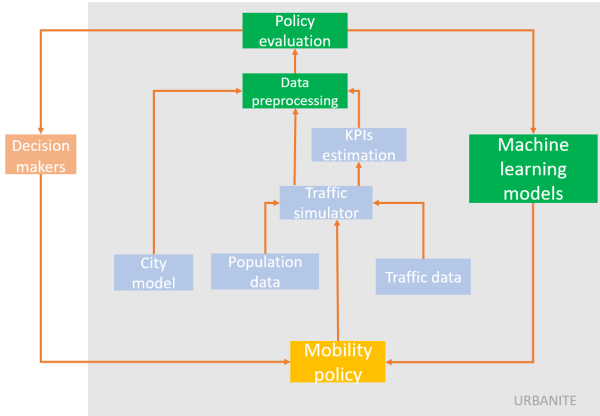 Policy
evaluation
Data
preprocessing
KPIs
estimation
Decision
makers
Machine
learning
models
Traffic
simulator
City
model
Population
data
Traffic data
Mobility
policy
URBANITE